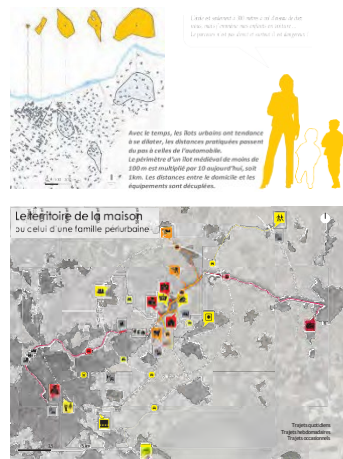 Avec le temps, les îlots urbains ont tendance
à se dilater, les distances pratiquées passent
du pas à celles de l'automobile.
Le périmètre d'un îlot médiéval de moins de
100 m est multiplié par 10 aujourd'hui, soit
1km. Les distances entre le domicile et les
équipements sont décuplées.
Le territoire de la maison
ou celui d'une famille périurbaine
Trajets quotidiens
Trajets hebdomadaires
Trajets occasionnels